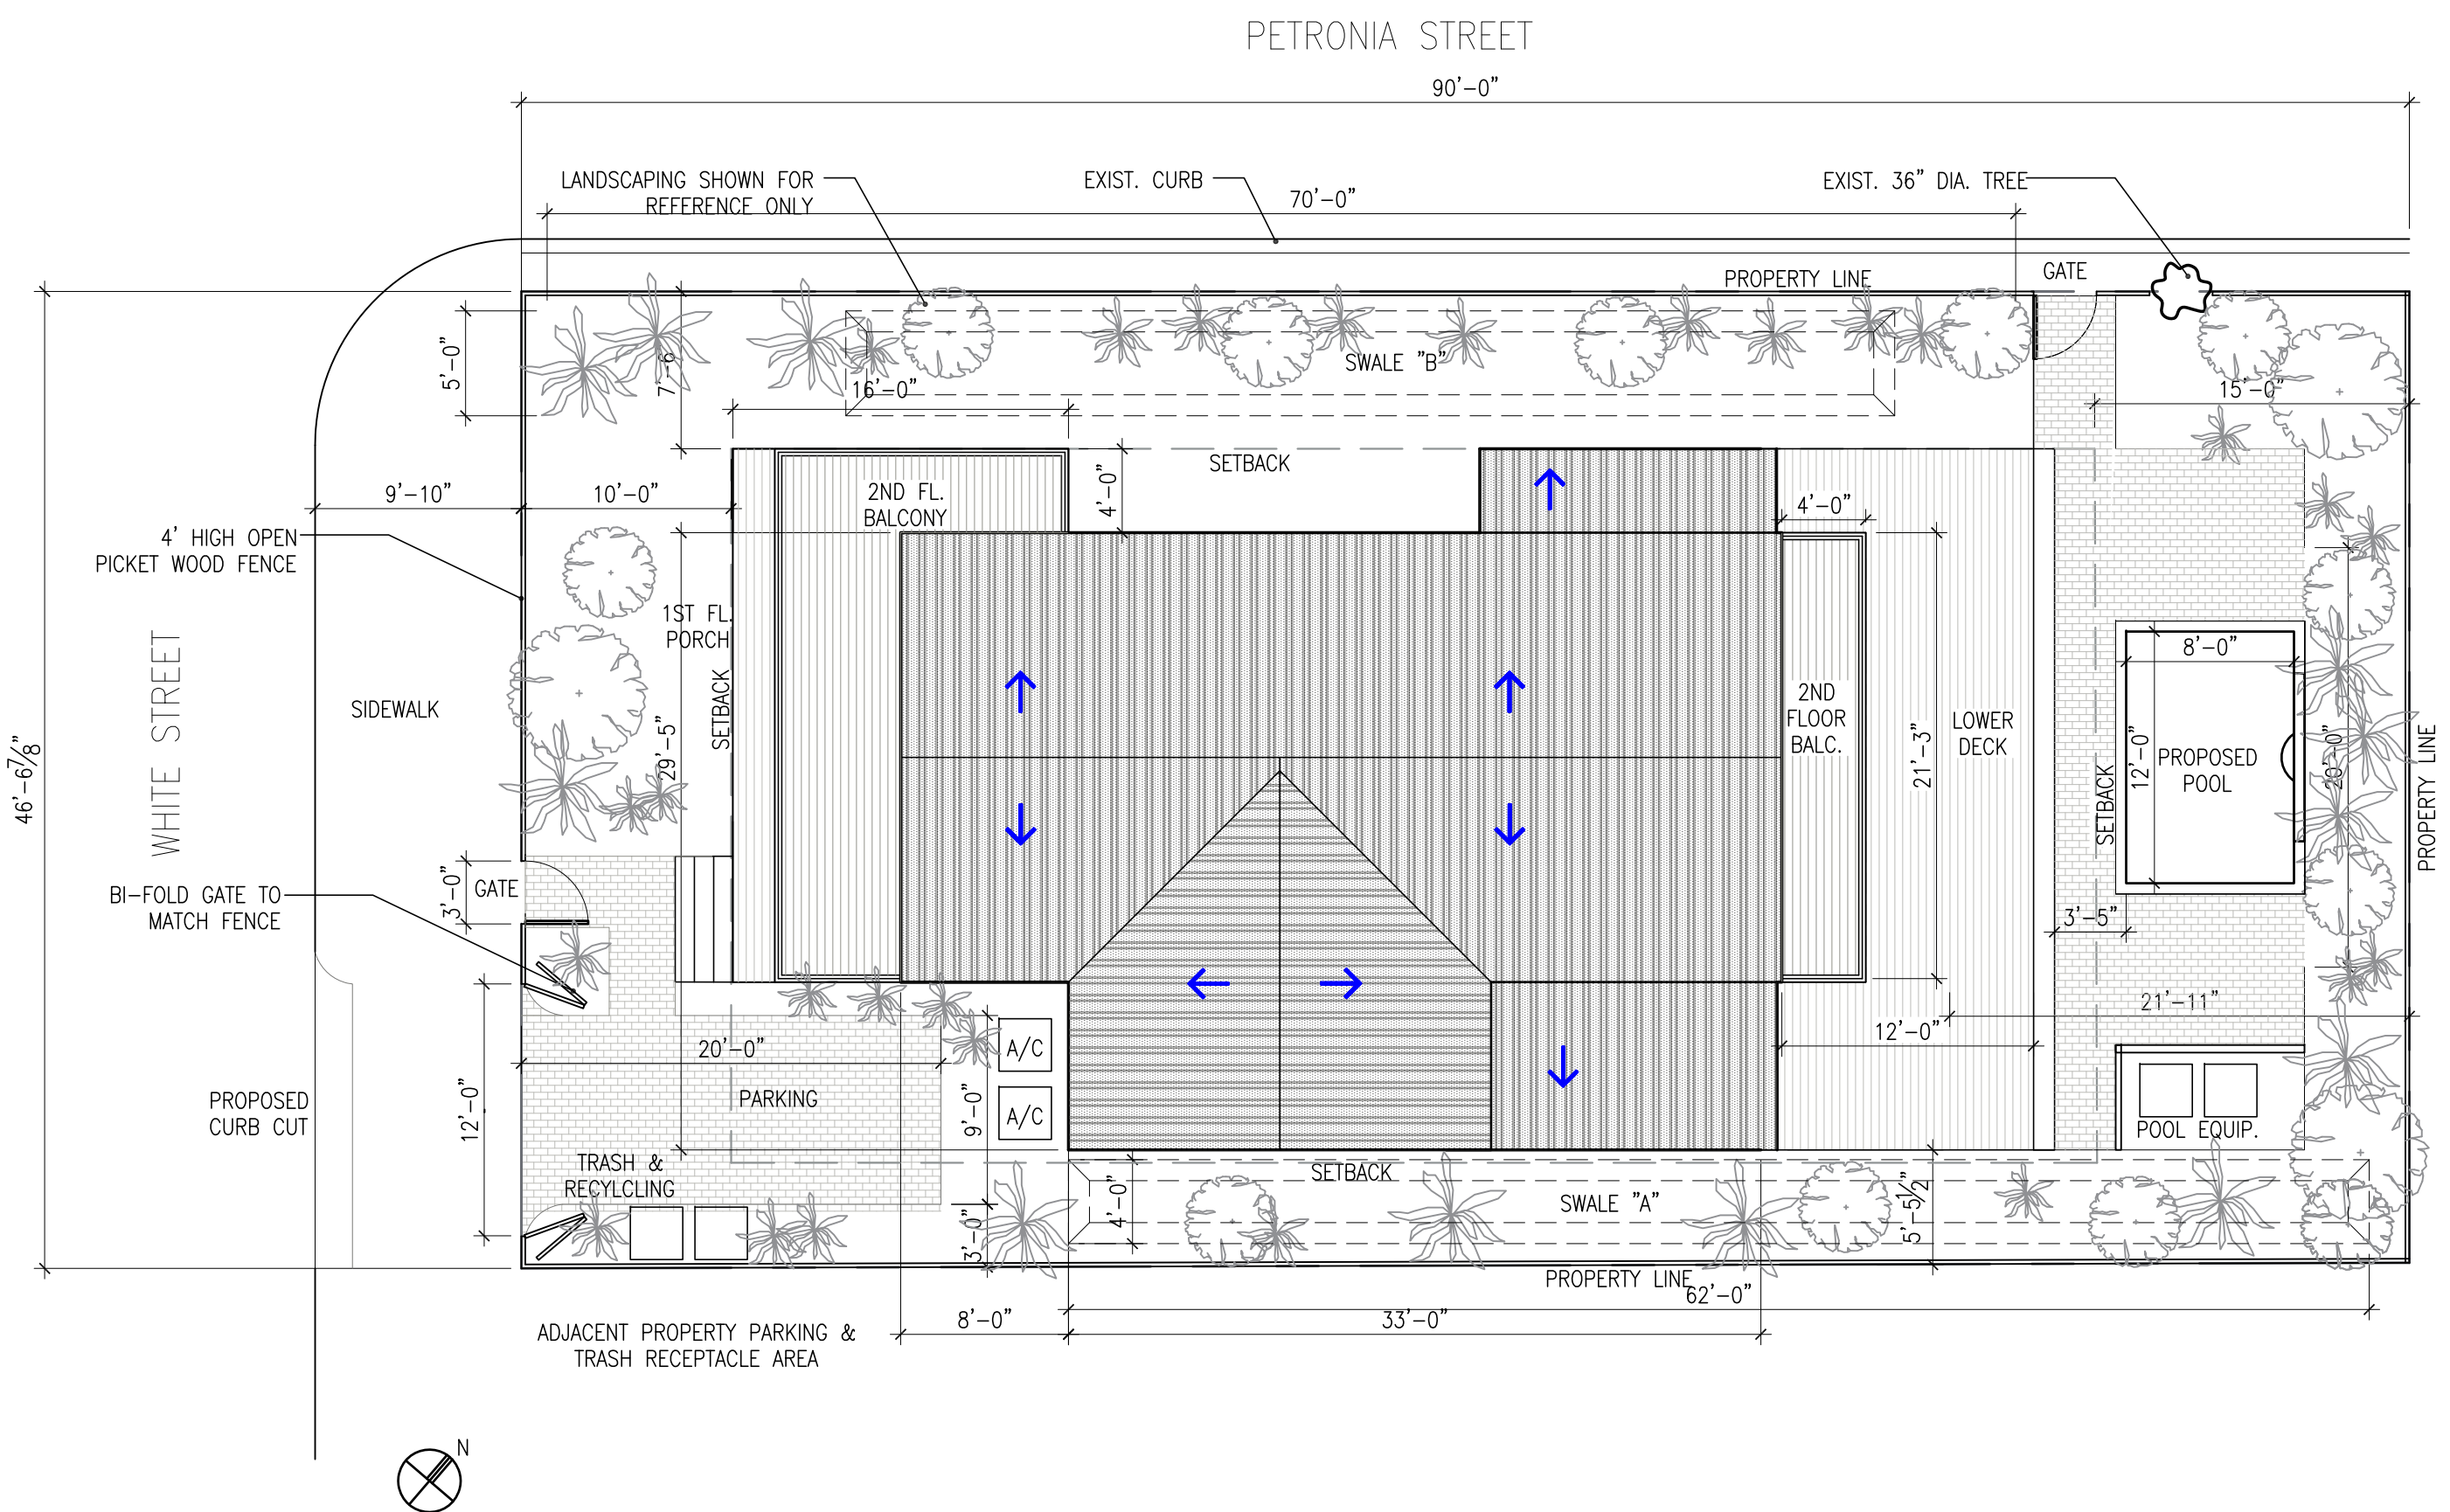 PETRONIA STREET
90'-0"
LANDSCAPING SHOWN FOR
REFERENCE ONLY
EXIST. CURB
EXIST. 36" DIA. TREE
70'-0"
PROPERTY LINE
GATE
5'-0"
7'-6
SWALE "B"
16'-0"
15'-0"
SETBACK
9'-10"
10'-0"
2ND FL.
BALCONY
4'-0"
4'-0"
4' HIGH OPEN
PICKET WOOD FENCE
1ST FL.
PORCH
SETBACK
WHITE STREET
SIDEWALK
46'-6 7/8"
29'-5"
2ND
FLOOR
BALC.
21'-3"
LOWER
DECK
8'-0"
12'-0"
PROPOSED
POOL
20'-0"
SETBACK
PROPERTY LINE
3'-0"
GATE
BI-FOLD GATE TO
MATCH FENCE
3'-5"
21'-11"
12'-0"
20'-0"
A/C
A/C
PARKING
9'-0"
12'-0"
PROPOSED
CURB CUT
POOL EQUIP.
TRASH &
RECYLCLING
SETBACK
4'-0"
SWALE "A"
5'-5 1/2"
3'-0"
PROPERTY LINE
62'-0"
8'-0"
33'-0"
ADJACENT PROPERTY PARKING &
TRASH RECEPTACLE AREA
N